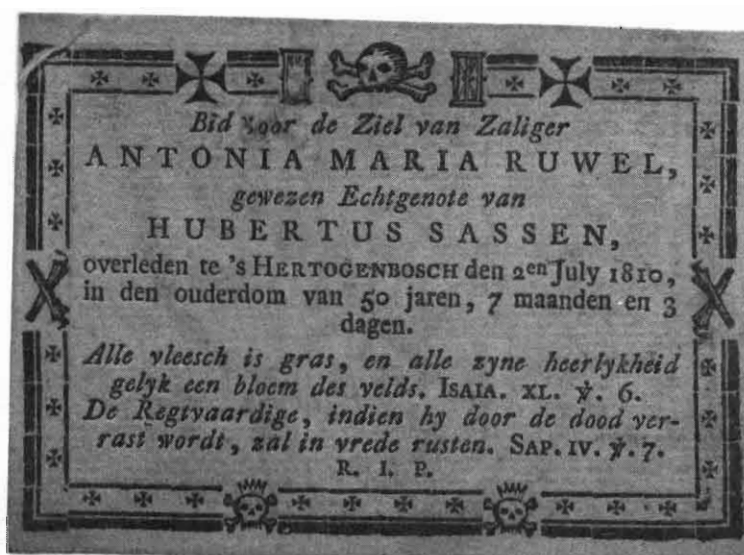 Bid voor de Ziel van Zaliger
ANTONIA MARIA RUWEL,
gewezen Echtgenote van
HUBERTUS SASSEN,
overleden te 's HERTOGENBOSCH den 2en July 1810,
in den ouderdom van 50 jaren, 7 maanden en 3
dagen.
Alle vleesch is gras, en alle zyne heerlykheid
gelyk een bloem des velds. ISAIA. XL. ℣. 6.
De Regtvaardige, indien hy door de dood ver-
rast wordt, zal in vrede rusten. SAP. IV. ℣. 7.
R. I. P.